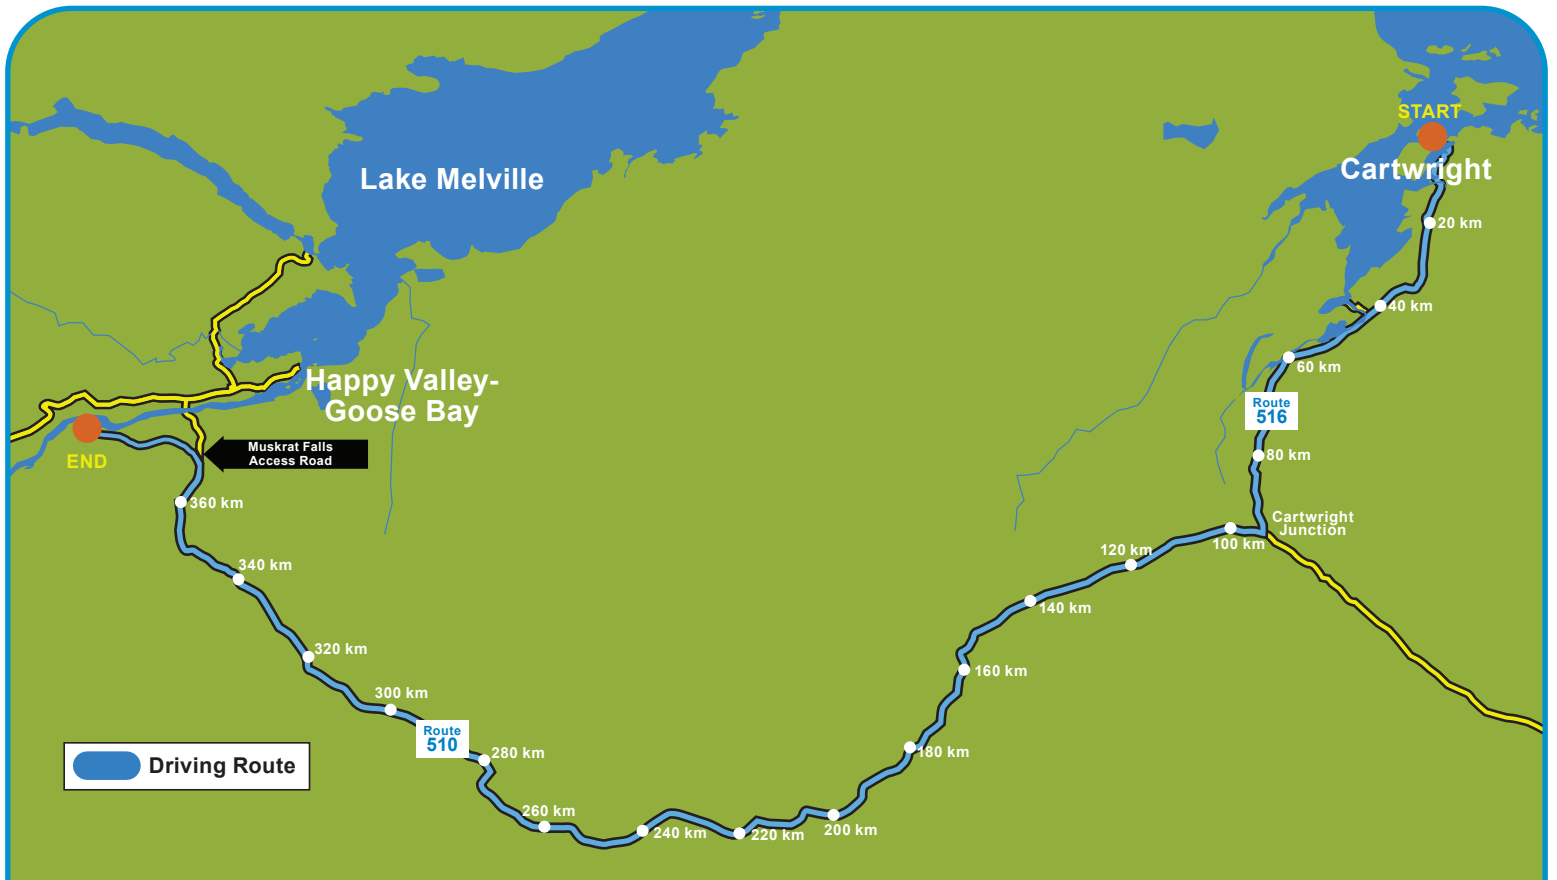 START
Cartwright
Lake Melville
20 km
40 km
60 km
Happy Valley-
Goose Bay
Route
516
Muskrat Falls
Access Road
END
80 km
360 km
Cartwright
Junction
100 km
120 km
340 km
140 km
320 km
160 km
300 km
Route
510
280 km
180 km
Driving Route
260 km
240 km
220 km
200 km